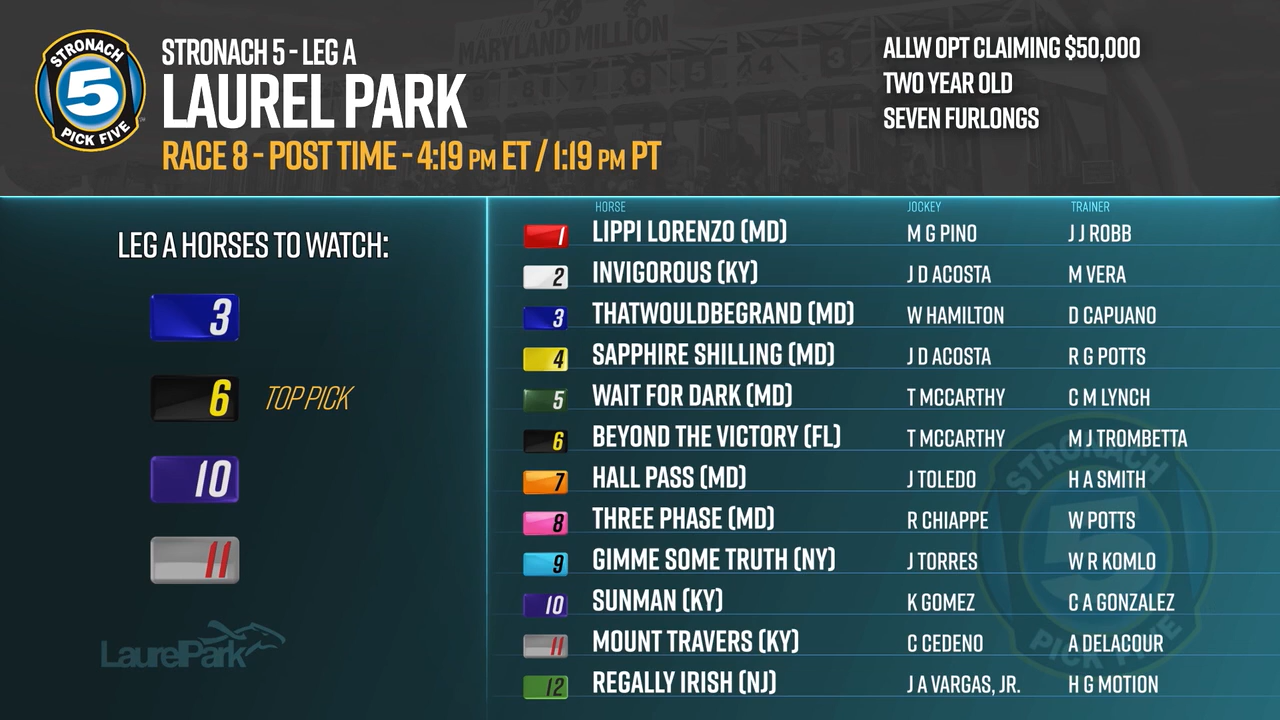 STRONACH
5
PICK FIVE
STRONACH 5 - LEG A
LAUREL PARK
RACE 8 - POST TIME - 4:19 PM ET / 1:19 PM PT
MARYLAND MILLION
ALLW OPT CLAIMING $50,000
TWO YEAR OLD
SEVEN FURLONGS
LEG A HORSES TO WATCH:
3
6 TOP PICK
10
11
LaurelPark
HORSE JOCKEY TRAINER
1 LIPPI LORENZO (MD) M G PINO J J ROBB
2 INVIGOROUS (KY) J D ACOSTA M VERA
3 THATWOULDBEGRAND (MD) W HAMILTON D CAPUANO
4 SAPPHIRE SHILLING (MD) J D ACOSTA R G POTTS
5 WAIT FOR DARK (MD) T MCCARTHY C M LYNCH
6 BEYOND THE VICTORY (FL) T MCCARTHY M J TROMBETTA
7 HALL PASS (MD) J TOLEDO H A SMITH
8 THREE PHASE (MD) R CHIAPPE W POTTS
9 GIMME SOME TRUTH (NY) J TORRES W R KOMLO
10 SUNMAN (KY) K GOMEZ C A GONZALEZ
11 MOUNT TRAVERS (KY) C CEDENO A DELACOUR
12 REGALLY IRISH (NJ) J A VARGAS, JR. H G MOTION
STRONACH
5
PICK FIVE